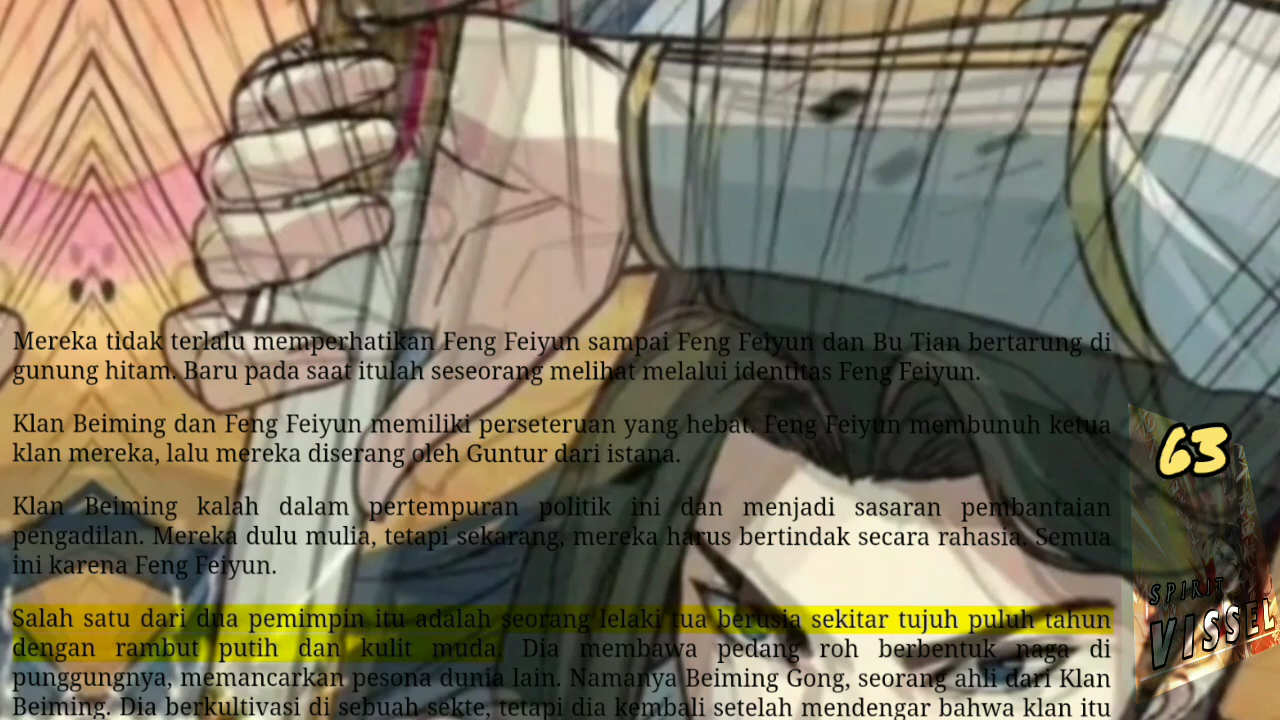 Mereka tidak terlalu memperhatikan Feng Feiyun sampai Feng Feiyun dan Bu Tian bertarung di
gunung hitam. Baru pada saat itulah seseorang melihat melalui identitas Feng Feiyun.
Klan Beiming dan Feng Feiyun memiliki perseteruan yang hebat. Feng Feiyun membunuh ketua
klan mereka, lalu mereka diserang oleh Guntur dari istana.
Klan Beiming kalah dalam pertempuran politik ini dan menjadi sasaran pembantaian
pengadilan. Mereka dulu mulia, tetapi sekarang, mereka harus bertindak secara rahasia. Semua
ini karena Feng Feiyun.
Salah satu dari dua pemimpin itu adalah seorang lelaki tua berusia sekitar tujuh puluh tahun
dengan rambut putih dan kulit muda. Dia membawa pedang roh berbentuk naga di
punggungnya, memancarkan pesona dunia lain. Namanya Beiming Gong, seorang ahli dari Klan
Beiming. Dia berkultivasi di sebuah sekte, tetapi dia kembali setelah mendengar bahwa klan itu
63
SPIRIT
VISSEL